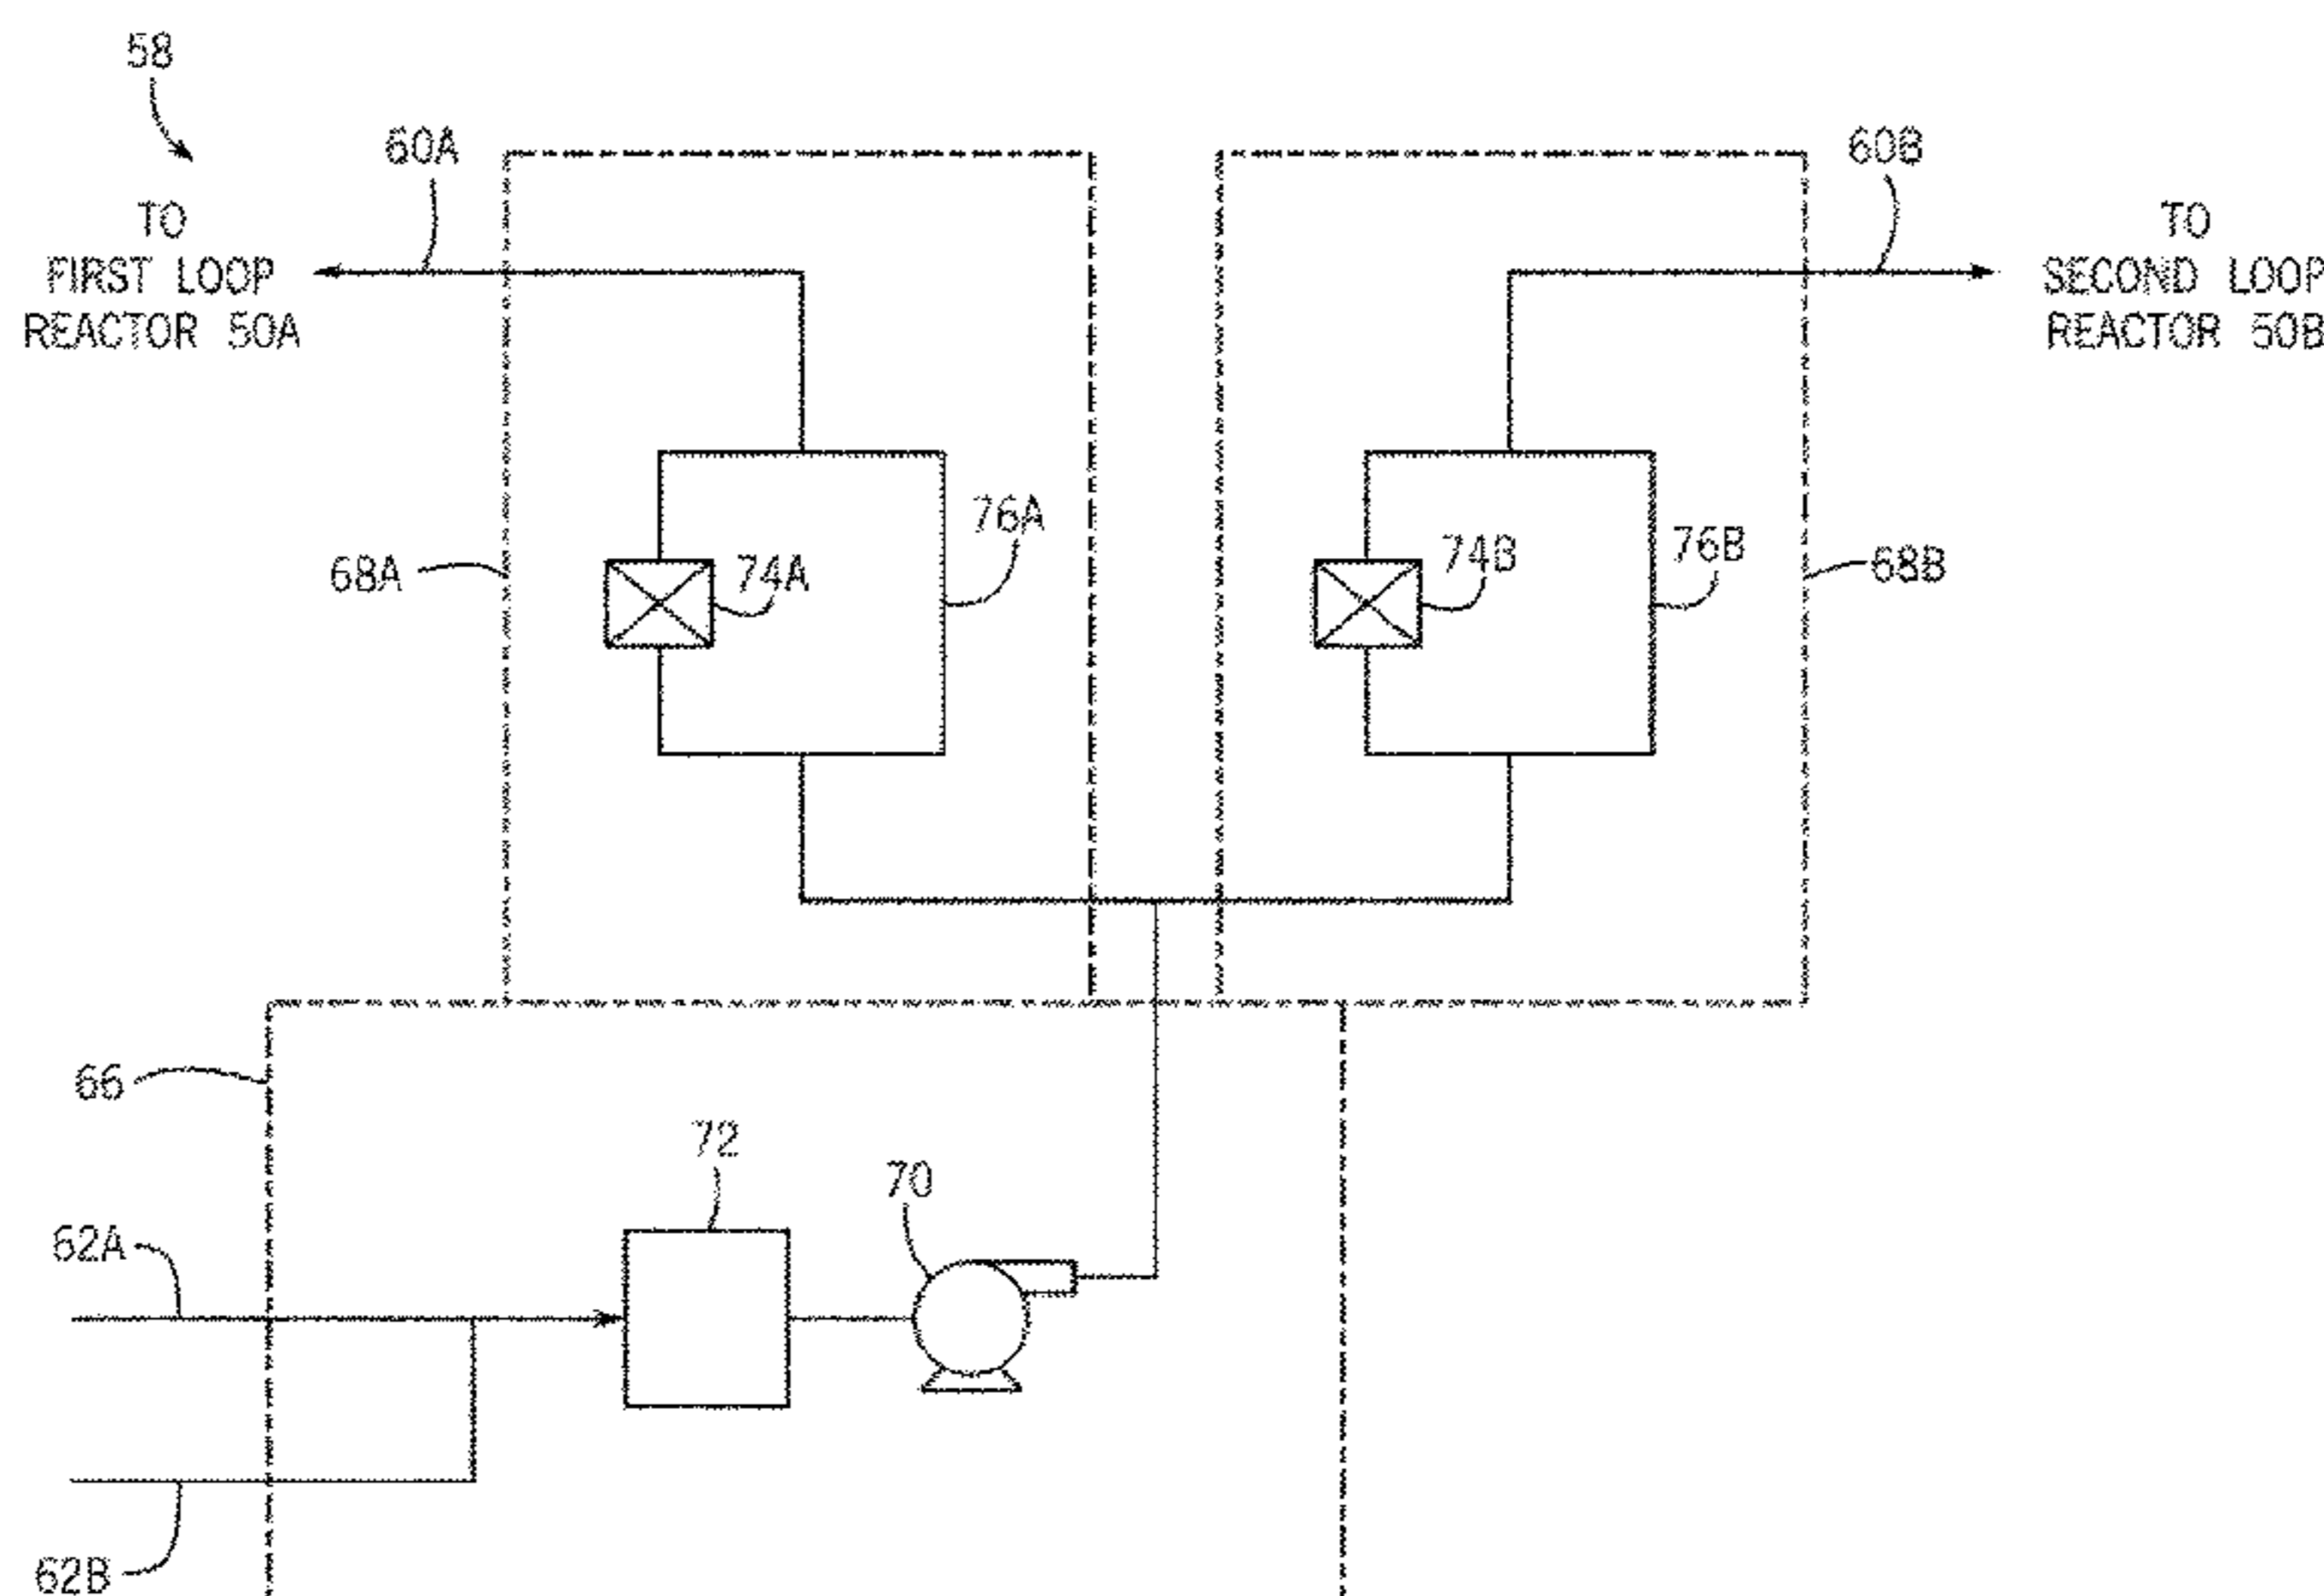 58
60A
60B
TO
FIRST LOOP
REACTOR 50A
TO
SECOND LOOP
REACTOR 50B
76A
76B
68A
74A
74B
68B
66
72
70
62A
62B